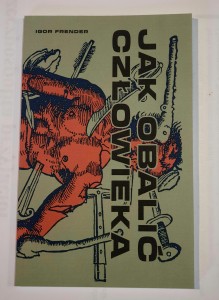 IGOR FRENDER
JAK OBALIĆ
CZŁOWIEKA